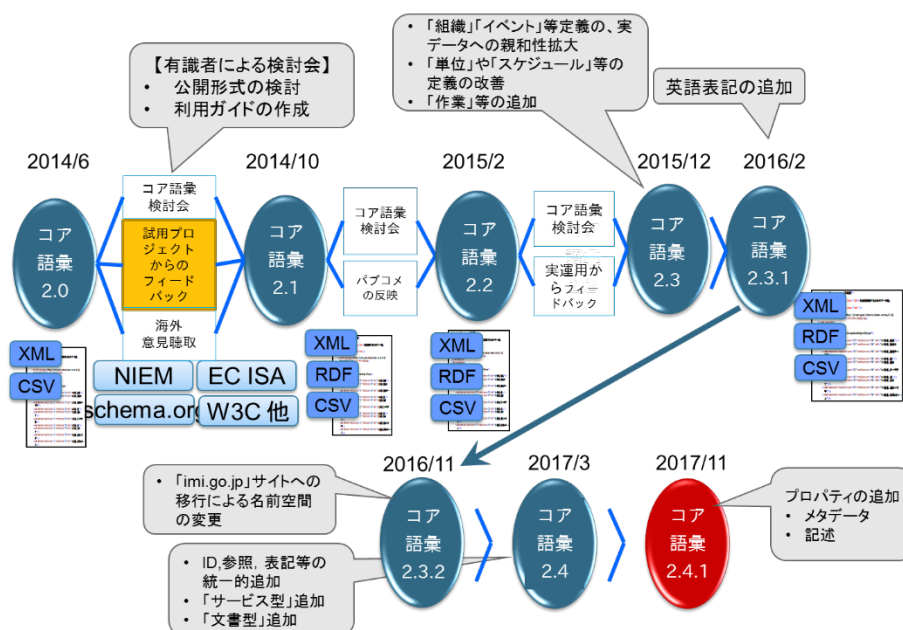 【有識者による検討会】
• 公開形式の検討
• 利用ガイドの作成
• 「組織」「イベント」等定義の、実
データへの親和性拡大
• 「単位」や「スケジュール」等の
定義の改善
• 「作業」等の追加
英語表記の追加
2014/6
2014/10
2015/2
2015/12
2016/2
コア
語彙
2.0
コア語彙
検討会
試用プロ
ジェクト
からの
フィード
バック
海外
意見聴取
コア
語彙
2.1
コア語彙
検討会
パブコメ
の反映
コア
語彙
2.2
コア語彙
検討会
実運用か
らフィー
ドバック
コア
語彙
2.3
コア
語彙
2.3.1
XML
CSV
NIEM
EC ISA
schema.org
W3C 他
XML
RDF
CSV
XML
RDF
CSV
XML
RDF
CSV
2016/11
2017/3
2017/11
• 「imi.go.jp」サイトへの
移行による名前空間
の変更
コア
語彙
2.3.2
コア
語彙
2.4
コア
語彙
2.4.1
プロパティの追加
• メタデータ
• 記述
• ID,参照, 表記等の
統一的追加
• 「サービス型」追加
• 「文書型」追加